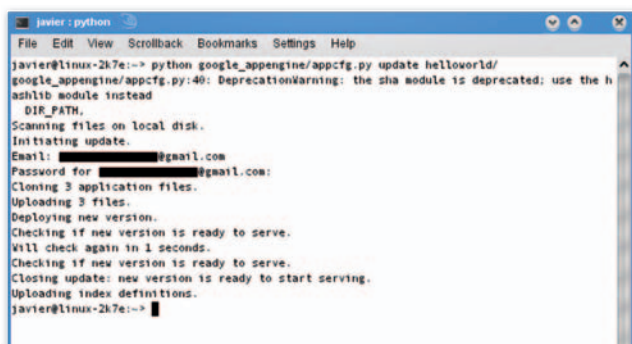 javier : python
File Edit View Scrollback Bookmarks Settings Help
javier@linux-2k7e:~> python google_appengine/appcfg.py update helloworld/
google_appengine/appcfg.py:40: DeprecationWarning: the sha module is deprecated; use the h
ashlib module instead
  DIR_PATH,
Scanning files on local disk.
Initiating update.
Email: @gmail.com
Password for @gmail.com:
Cloning 3 application files.
Uploading 3 files.
Deploying new version.
Checking if new version is ready to serve.
Will check again in 1 seconds.
Checking if new version is ready to serve.
Closing update: new version is ready to start serving.
Uploading index definitions.
javier@linux-2k7e:~>